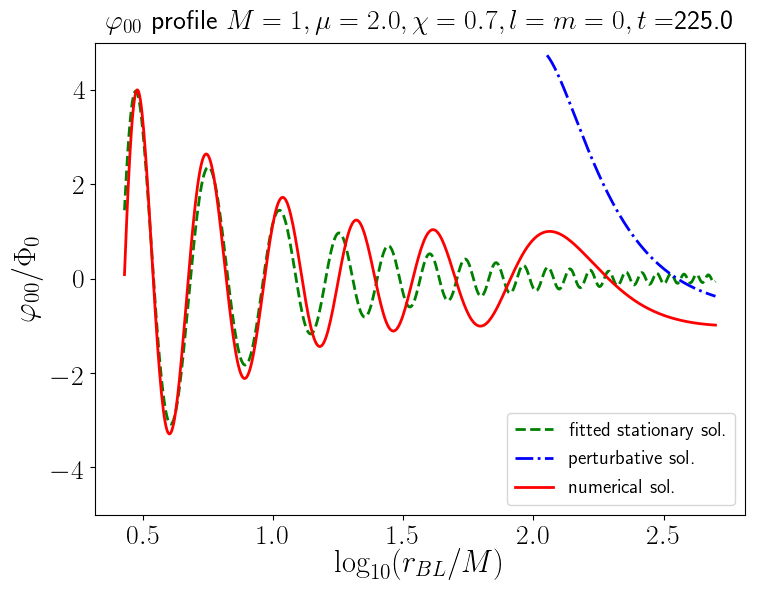 φ₀₀ profile M = 1, μ = 2.0, χ = 0.7, l = m = 0, t =225.0
φ₀₀/Φ₀
4
2
0
−2
−4
fitted stationary sol.
perturbative sol.
numerical sol.
0.5 1.0 1.5 2.0 2.5
log₁₀(r_BL/M)